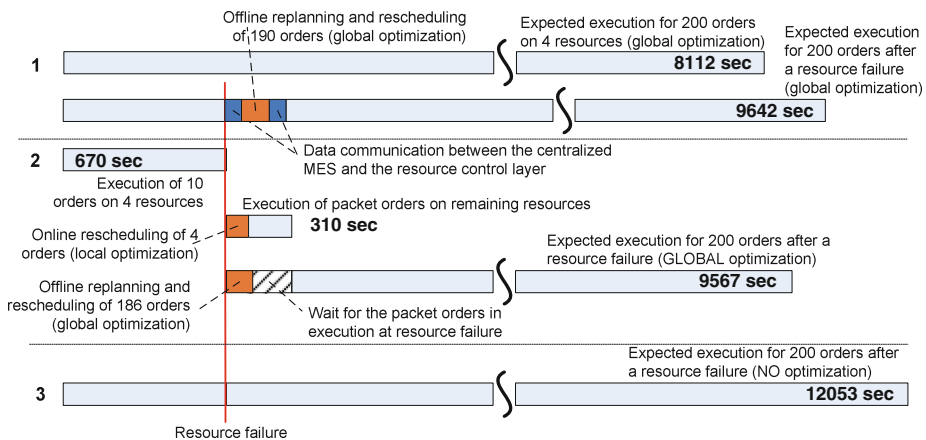 Offline replanning and rescheduling
of 190 orders (global optimization)
Expected execution for 200 orders
on 4 resources (global optimization)
Expected execution
for 200 orders after
a resource failure
(global optimization)
1
8112 sec
9642 sec
Data communication between the centralized
MES and the resource control layer
2
670 sec
Execution of 10
orders on 4 resources
Execution of packet orders on remaining resources
310 sec
Online rescheduling of 4
orders (local optimization)
Expected execution for 200 orders after a
resource failure (GLOBAL optimization)
9567 sec
Offline replanning and
rescheduling of 186 orders
(global optimization)
Wait for the packet orders in
execution at resource failure
Expected execution for 200 orders after
a resource failure (NO optimization)
3
12053 sec
Resource failure